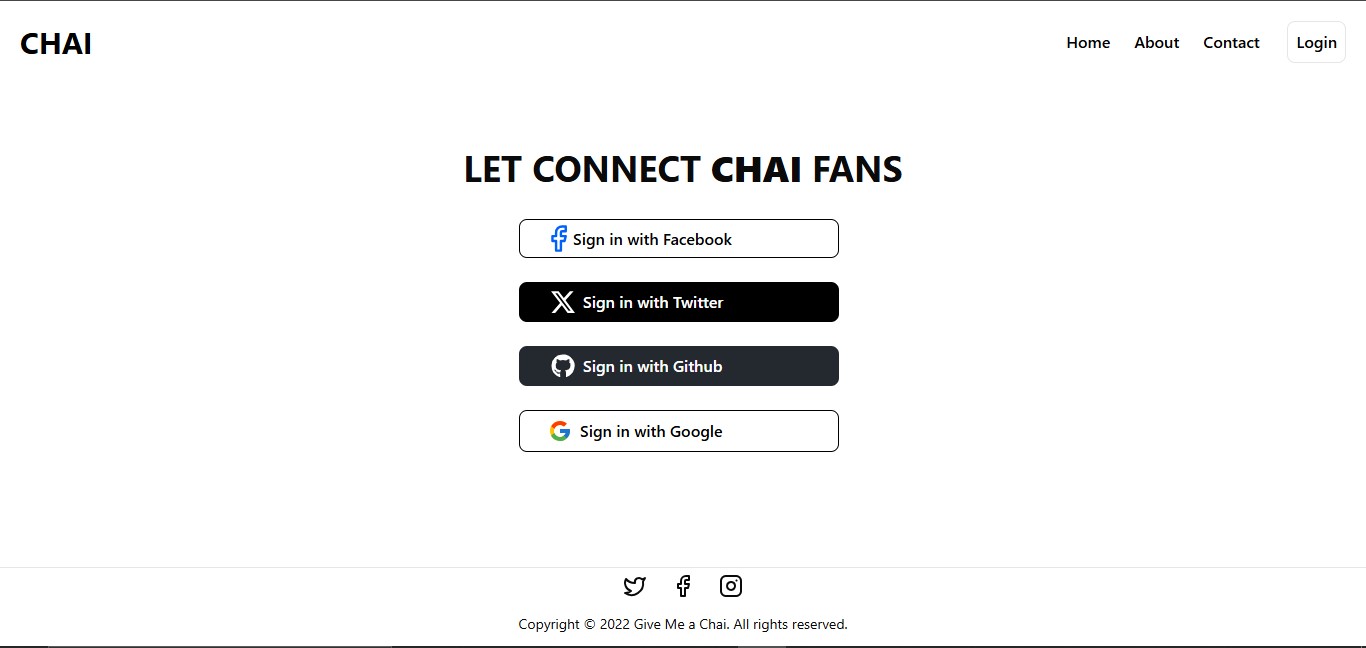 CHAI
Home About Contact Login
LET CONNECT CHAI FANS
Sign in with Facebook
Sign in with Twitter
Sign in with Github
Sign in with Google
Copyright © 2022 Give Me a Chai. All rights reserved.